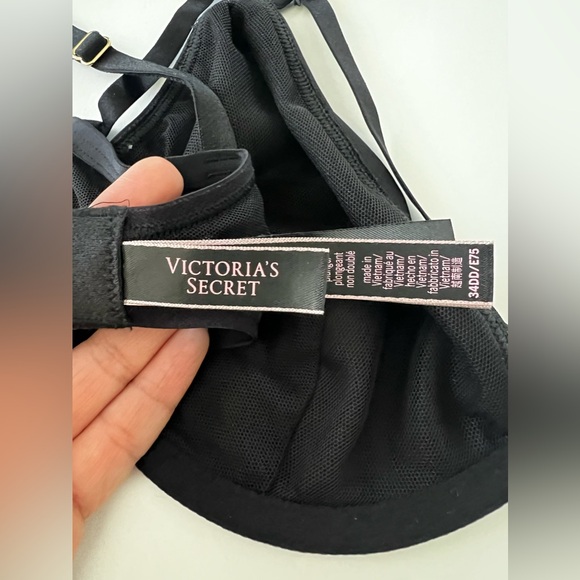 VICTORIA'S
SECRET
plongeant
non doublé
made in
Vietnam/
fabriqué au
Vietnam/
hecho en
Vietnam/
fabbricato in
Vietnam/
越南制造
34DD/E75